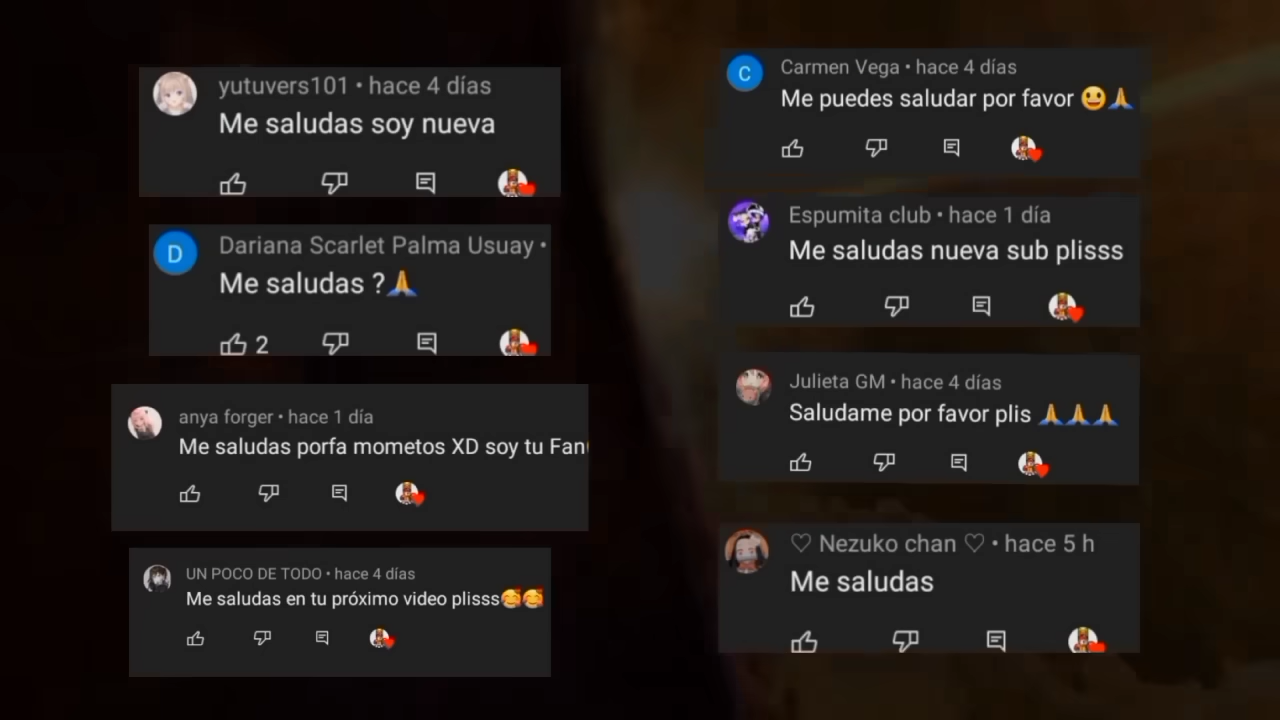 yutuvers101 • hace 4 días
Me saludas soy nueva
Dariana Scarlet Palma Usuay •
Me saludas ?🙏
2
anya forger • hace 1 día
Me saludas porfa mometos XD soy tu Fan
UN POCO DE TODO • hace 4 días
Me saludas en tu próximo video plisss🥰🥰
C
Carmen Vega • hace 4 días
Me puedes saludar por favor 😃🙏
Espumita club • hace 1 día
Me saludas nueva sub plisss
Julieta GM • hace 4 días
Saludame por favor plis 🙏🙏🙏
♡ Nezuko chan ♡ • hace 5 h
Me saludas
D